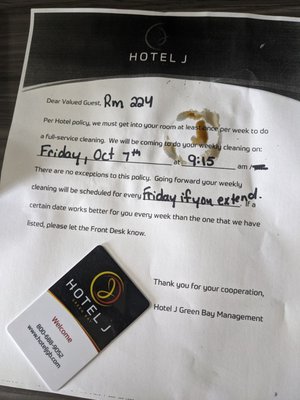 HOTEL J
Dear Valued Guest, Rm 224
Per Hotel policy, we must get into your room at least once per week to do
a full-service cleaning. We will be coming to do your weekly cleaning on:
Friday, Oct 7th at 9:15 am /
There are no exceptions to this policy. Going forward your weekly
cleaning will be scheduled for every Friday if you extend.
certain date works better for you every week than the one that we have
listed, please let the Front Desk know.
Thank you for your cooperation,
Hotel J Green Bay Management
HOTEL J
Welcome
www.hoteljgb.com